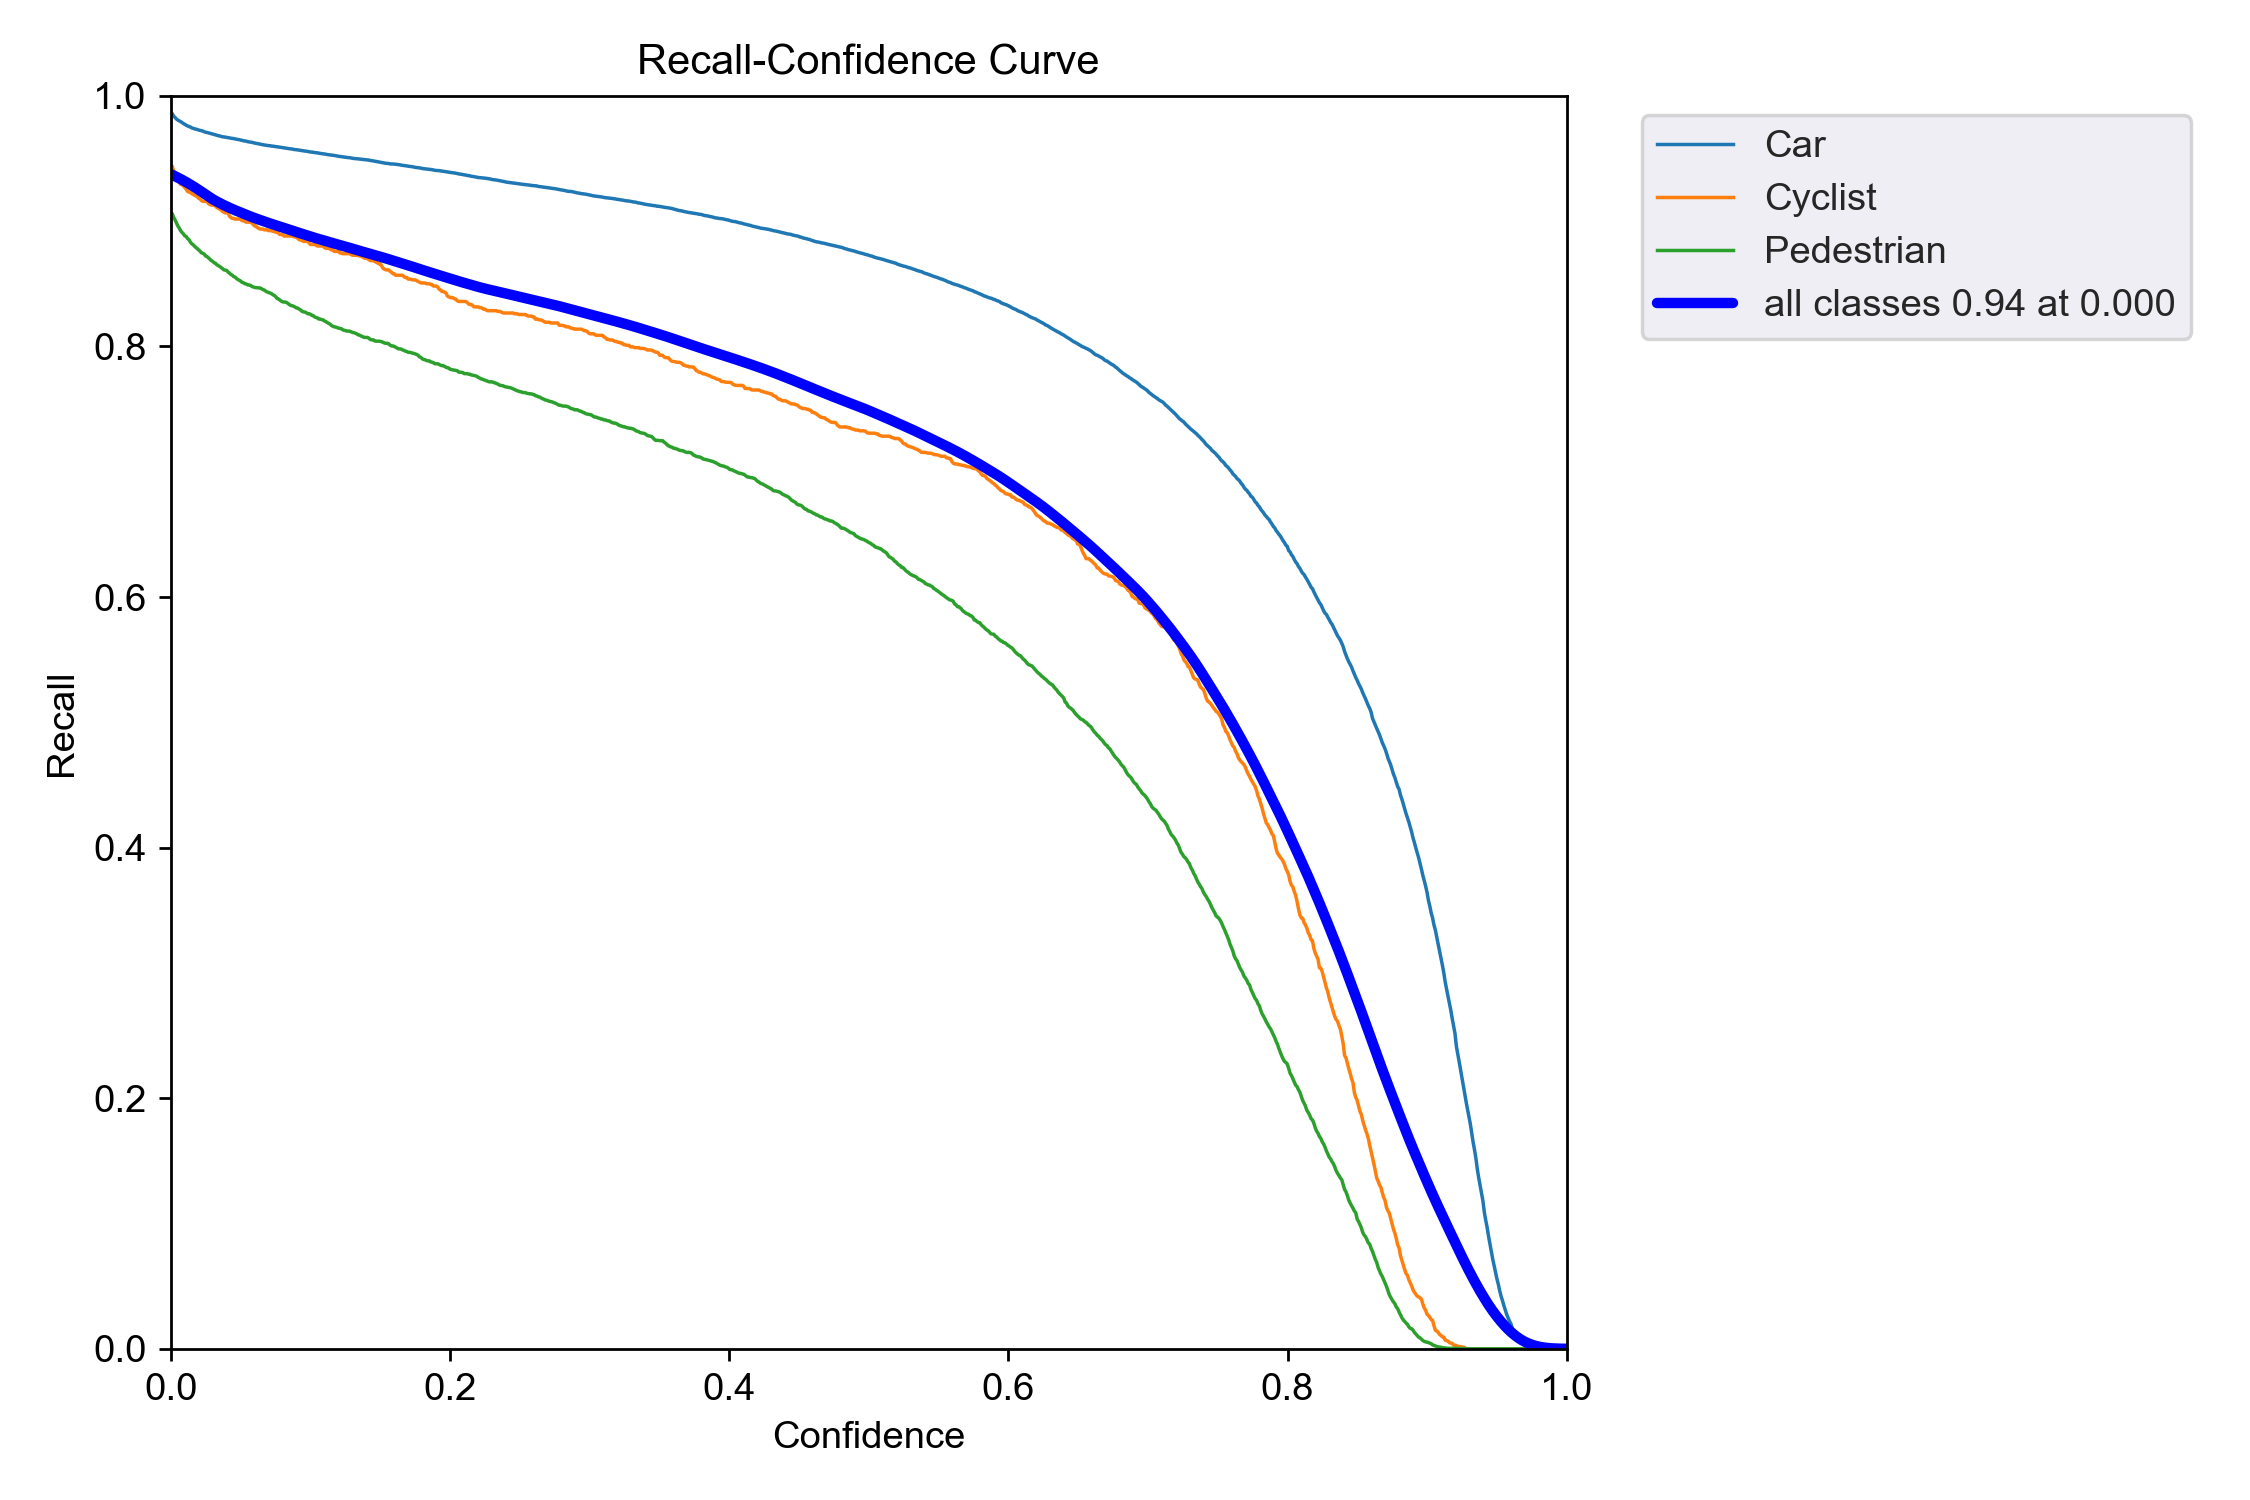 Recall-Confidence Curve
1.0
0.8
0.6
0.4
0.2
0.0
Recall
0.0 0.2 0.4 0.6 0.8 1.0
Confidence
Car
Cyclist
Pedestrian
all classes 0.94 at 0.000